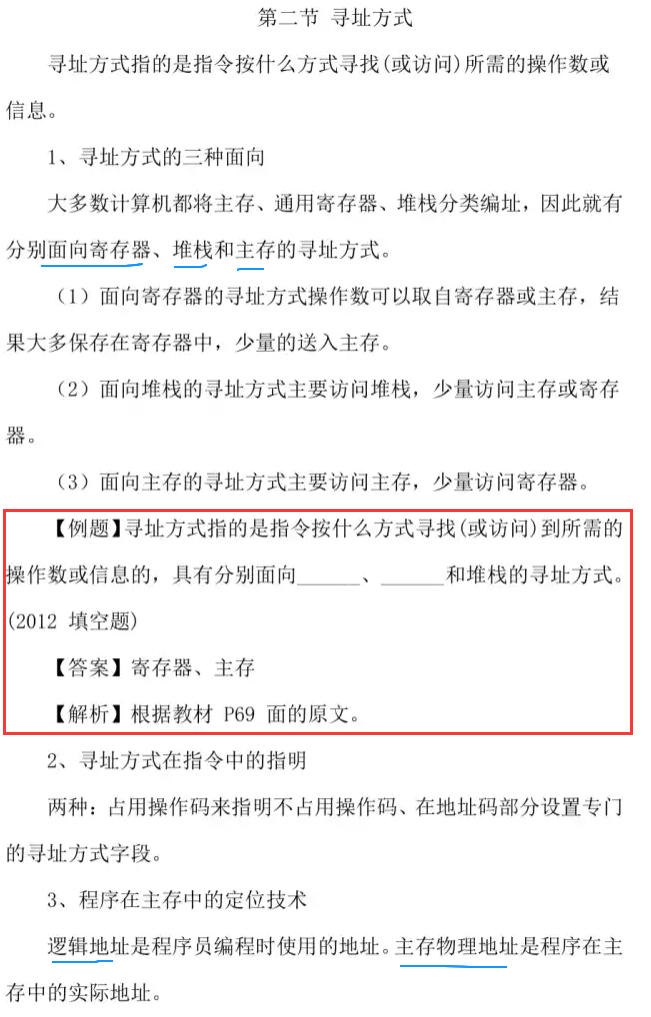 第二节 寻址方式
寻址方式指的是指令按什么方式寻找(或访问)所需的操作数或
信息。
1、寻址方式的三种面向
大多数计算机都将主存、通用寄存器、堆栈分类编址，因此就有
分别面向寄存器、堆栈和主存的寻址方式。
（1）面向寄存器的寻址方式操作数可以取自寄存器或主存，结
果大多保存在寄存器中，少量的送入主存。
（2）面向堆栈的寻址方式主要访问堆栈，少量访问主存或寄存
器。
（3）面向主存的寻址方式主要访问主存，少量访问寄存器。
【例题】寻址方式指的是指令按什么方式寻找(或访问)到所需的
操作数或信息的，具有分别面向______、______和堆栈的寻址方式。
(2012 填空题)
【答案】寄存器、主存
【解析】根据教材 P69 面的原文。
2、寻址方式在指令中的指明
两种：占用操作码来指明不占用操作码、在地址码部分设置专门
的寻址方式字段。
3、程序在主存中的定位技术
逻辑地址是程序员编程时使用的地址。主存物理地址是程序在主
存中的实际地址。